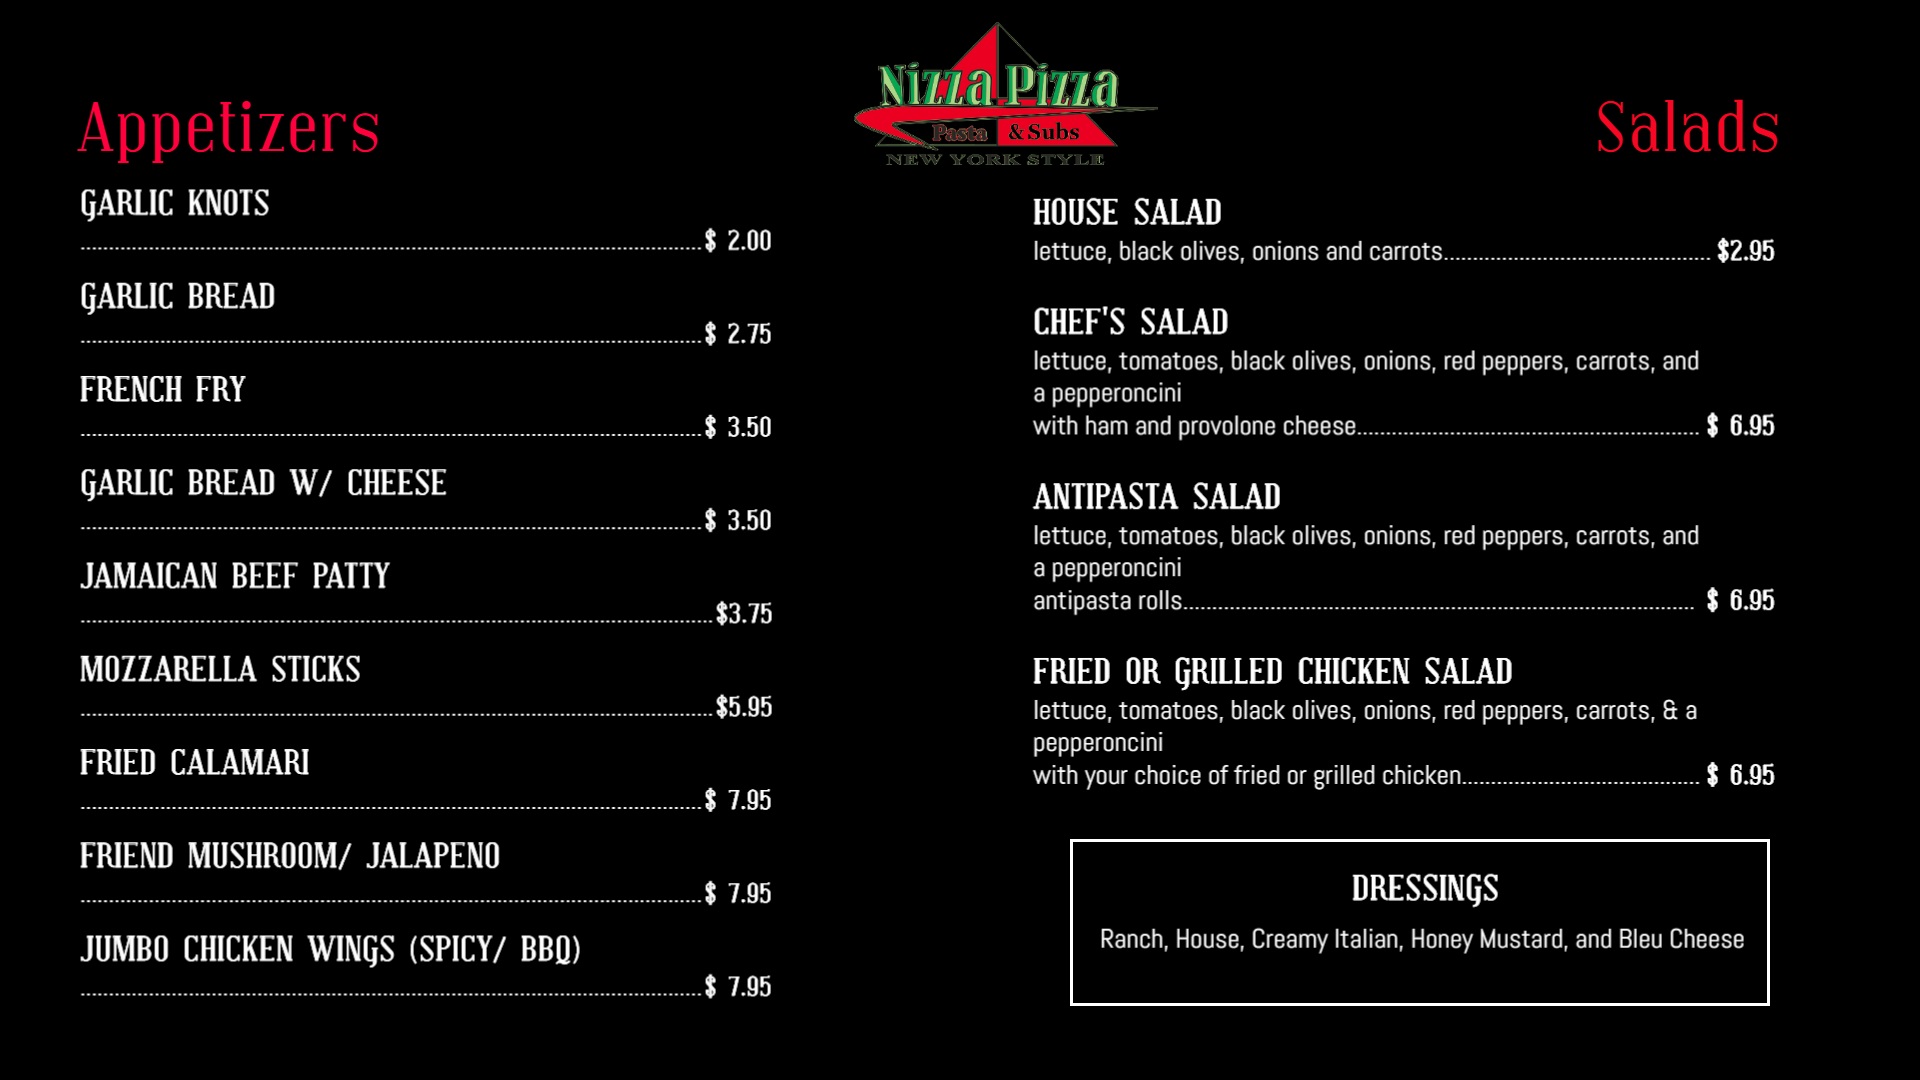 Nizza Pizza
Pasta & Subs
NEW YORK STYLE
Appetizers
GARLIC KNOTS
$ 2.00
GARLIC BREAD
$ 2.75
FRENCH FRY
$ 3.50
GARLIC BREAD W/ CHEESE
$ 3.50
JAMAICAN BEEF PATTY
$3.75
MOZZARELLA STICKS
$5.95
FRIED CALAMARI
$ 7.95
FRIEND MUSHROOM/ JALAPENO
$ 7.95
JUMBO CHICKEN WINGS (SPICY/ BBQ)
$ 7.95
Salads
HOUSE SALAD
lettuce, black olives, onions and carrots $2.95
CHEF'S SALAD
lettuce, tomatoes, black olives, onions, red peppers, carrots, and
a pepperoncini
with ham and provolone cheese $ 6.95
ANTIPASTA SALAD
lettuce, tomatoes, black olives, onions, red peppers, carrots, and
a pepperoncini
antipasta rolls $ 6.95
FRIED OR GRILLED CHICKEN SALAD
lettuce, tomatoes, black olives, onions, red peppers, carrots, & a
pepperoncini
with your choice of fried or grilled chicken $ 6.95
DRESSINGS
Ranch, House, Creamy Italian, Honey Mustard, and Bleu Cheese